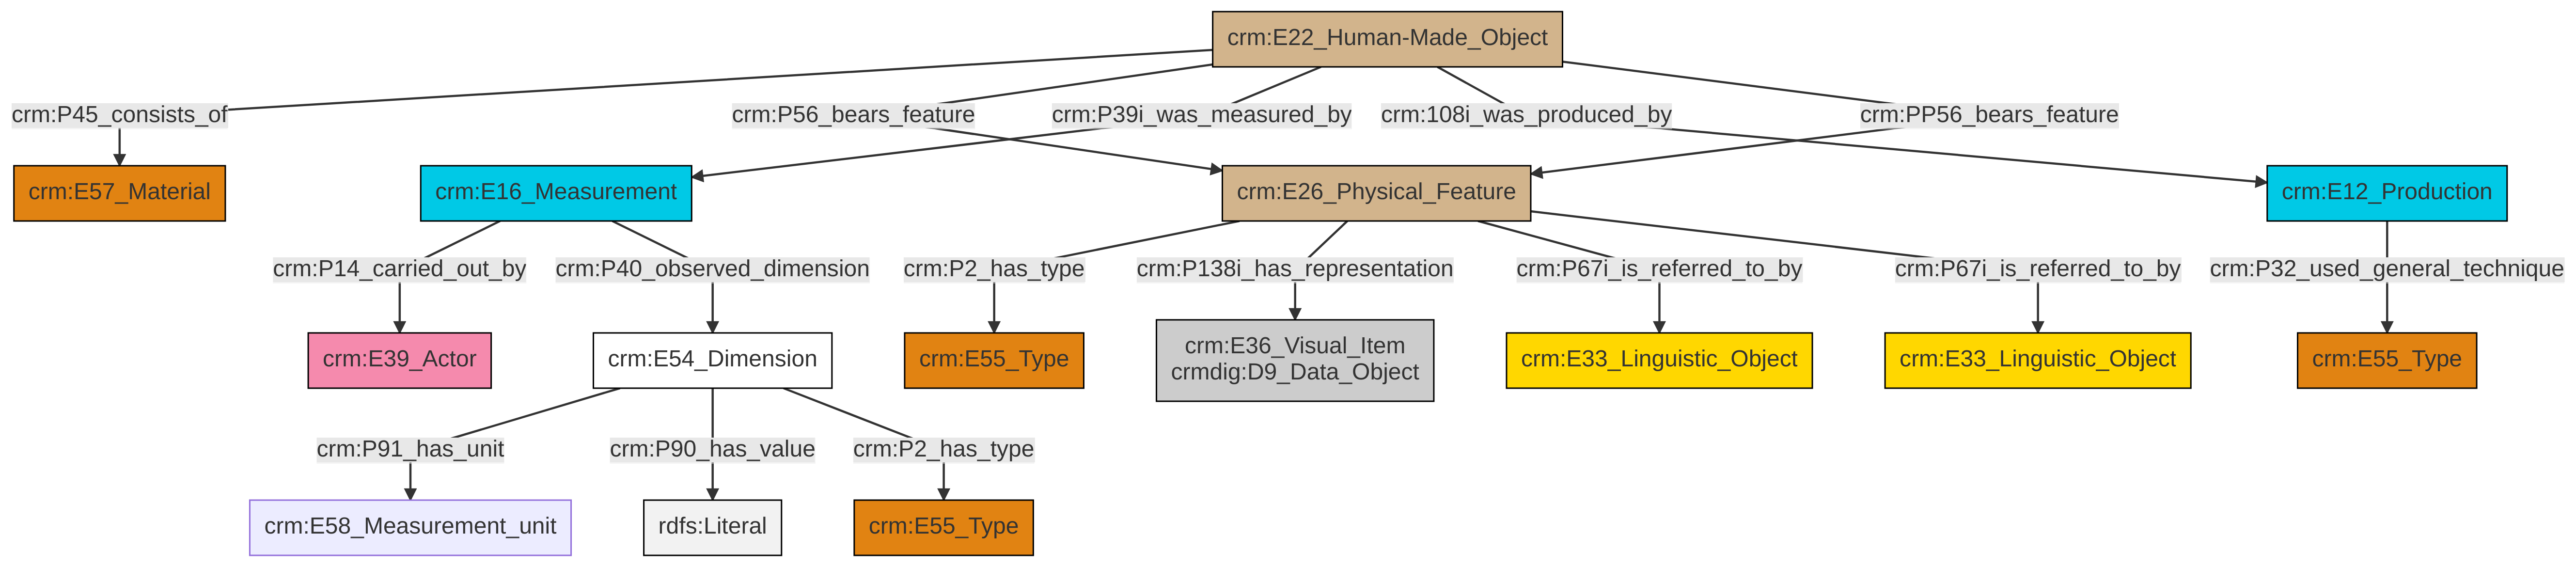 crm:E22_Human-Made_Object
crm:P45_consists_of
crm:P56_bears_feature
crm:P39i_was_measured_by
crm:108i_was_produced_by
crm:PP56_bears_feature
crm:E57_Material
crm:E16_Measurement
crm:E26_Physical_Feature
crm:E12_Production
crm:P14_carried_out_by
crm:P40_observed_dimension
crm:P2_has_type
crm:P138i_has_representation
crm:P67i_is_referred_to_by
crm:P67i_is_referred_to_by
crm:P32_used_general_technique
crm:E39_Actor
crm:E54_Dimension
crm:E55_Type
crm:E36_Visual_Item
crmdig:D9_Data_Object
crm:E33_Linguistic_Object
crm:E33_Linguistic_Object
crm:E55_Type
crm:P91_has_unit
crm:P90_has_value
crm:P2_has_type
crm:E58_Measurement_unit
rdfs:Literal
crm:E55_Type